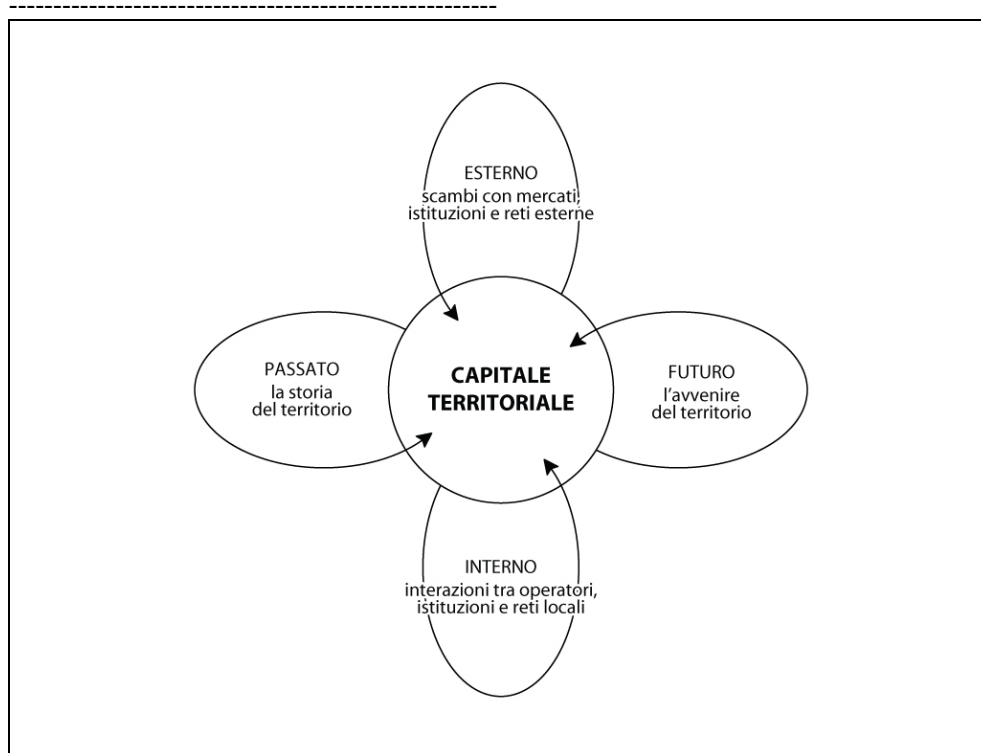 ESTERNO
scambi con mercati,
istituzioni e reti esterne
PASSATO
la storia
del territorio
CAPITALE
TERRITORIALE
FUTURO
l'avvenire
del territorio
INTERNO
interazioni tra operatori,
istituzioni e reti locali